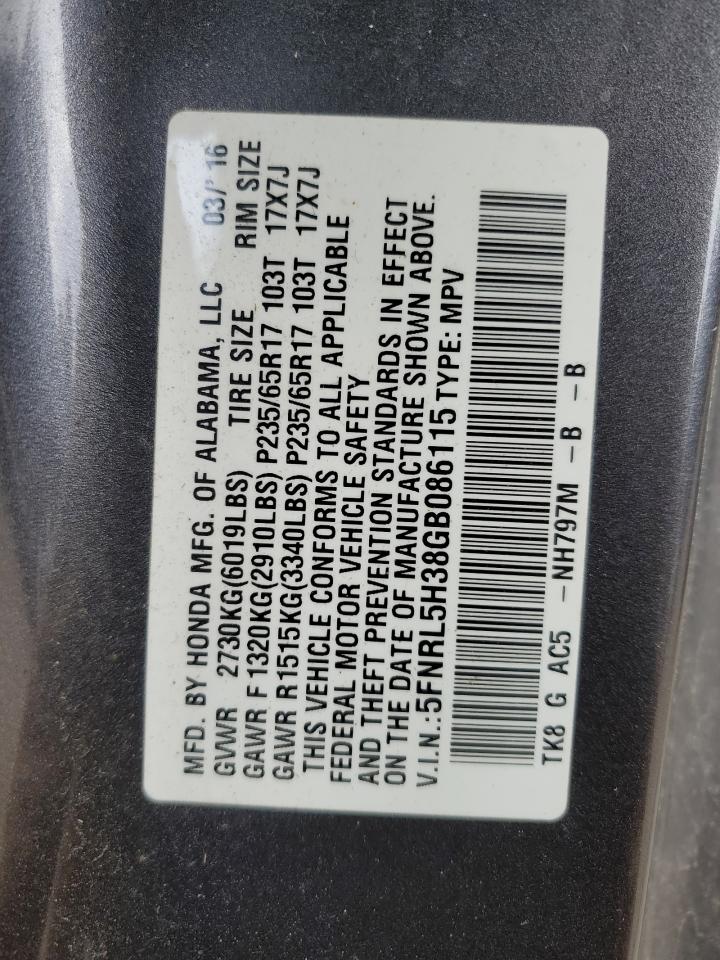 MFD. BY HONDA MFG. OF ALABAMA, LLC 03/'16
GVWR 2730KG(6019LBS) TIRE SIZE RIM SIZE
GAWR F 1320KG(2910LBS) P235/65R17 103T 17X7J
GAWR R1515KG(3340LBS) P235/65R17 103T 17X7J
THIS VEHICLE CONFORMS TO ALL APPLICABLE
FEDERAL MOTOR VEHICLE SAFETY
AND THEFT PREVENTION STANDARDS IN EFFECT
ON THE DATE OF MANUFACTURE SHOWN ABOVE.
V.I.N.:5FNRL5H38GB086115 TYPE: MPV
TK8 G AC5 -NH797M -B -B